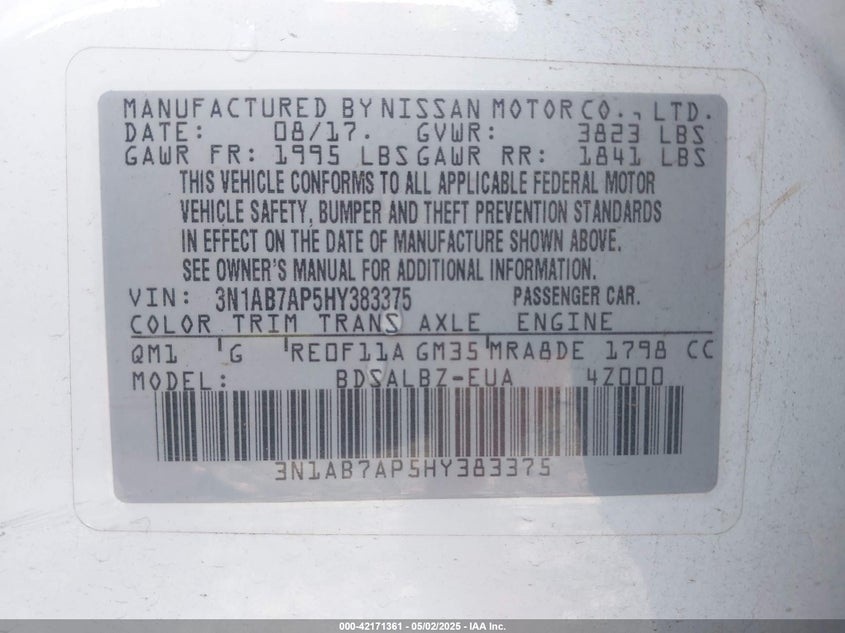 MANUFACTURED BY NISSAN MOTOR CO., LTD.
DATE: 08/17. GVWR: 3823 LBS
GAWR FR: 1995 LBS GAWR RR: 1841 LBS
THIS VEHICLE CONFORMS TO ALL APPLICABLE FEDERAL MOTOR
VEHICLE SAFETY, BUMPER AND THEFT PREVENTION STANDARDS
IN EFFECT ON THE DATE OF MANUFACTURE SHOWN ABOVE.
SEE OWNER'S MANUAL FOR ADDITIONAL INFORMATION.
VIN: 3N1AB7AP5HY383375 PASSENGER CAR.
COLOR TRIM TRANS AXLE ENGINE
QM1 G RE0F11A GM35 MRA8DE 1798 CC
MODEL: BDSALBZ-EUA 4Z000
3N1AB7AP5HY383375
000-42171361 - 05/02/2025 - IAA Inc.